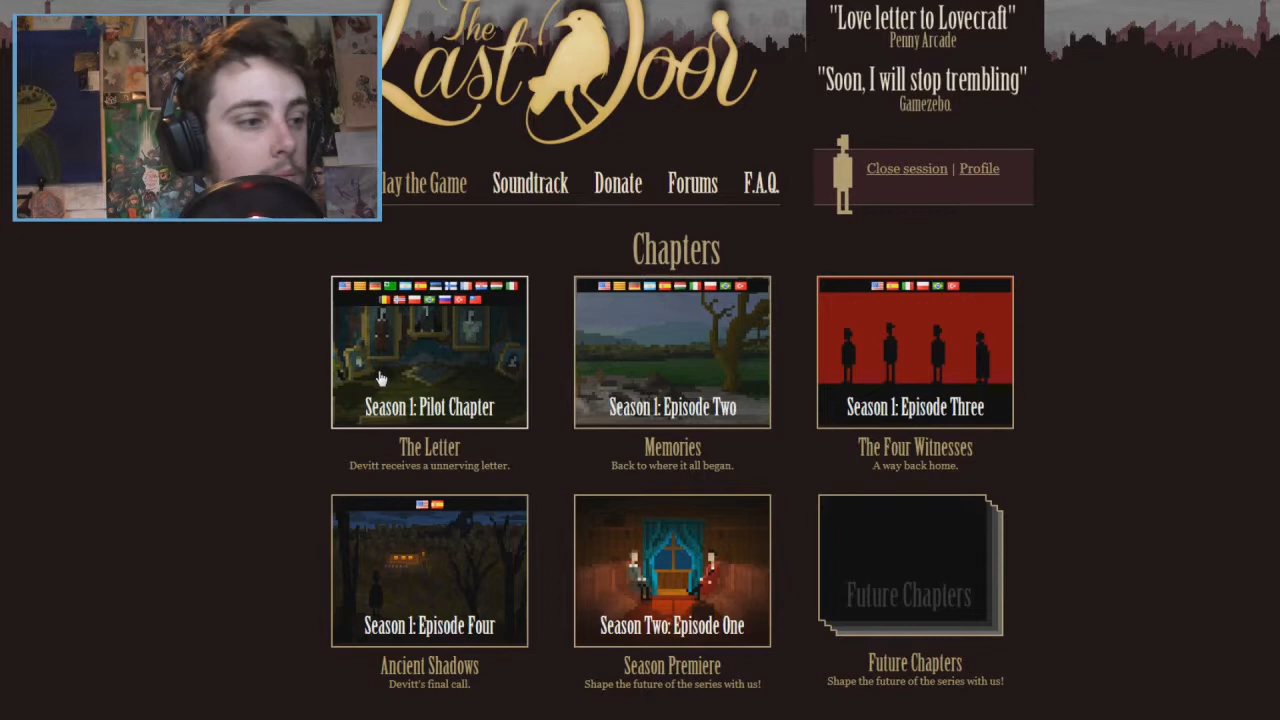 The
Last Door
"Love letter to Lovecraft"
Penny Arcade
"Soon, I will stop trembling"
Gamezebo.
Close session | Profile
lay the Game
Soundtrack
Donate
Forums
F.A.Q.
Chapters
Season 1: Pilot Chapter
Season 1: Episode Two
Season 1: Episode Three
The Letter
Devitt receives a unnerving letter.
Memories
Back to where it all began.
The Four Witnesses
A way back home.
Season 1: Episode Four
Season Two: Episode One
Future Chapters
Ancient Shadows
Devitt's final call.
Season Premiere
Shape the future of the series with us!
Future Chapters
Shape the future of the series with us!